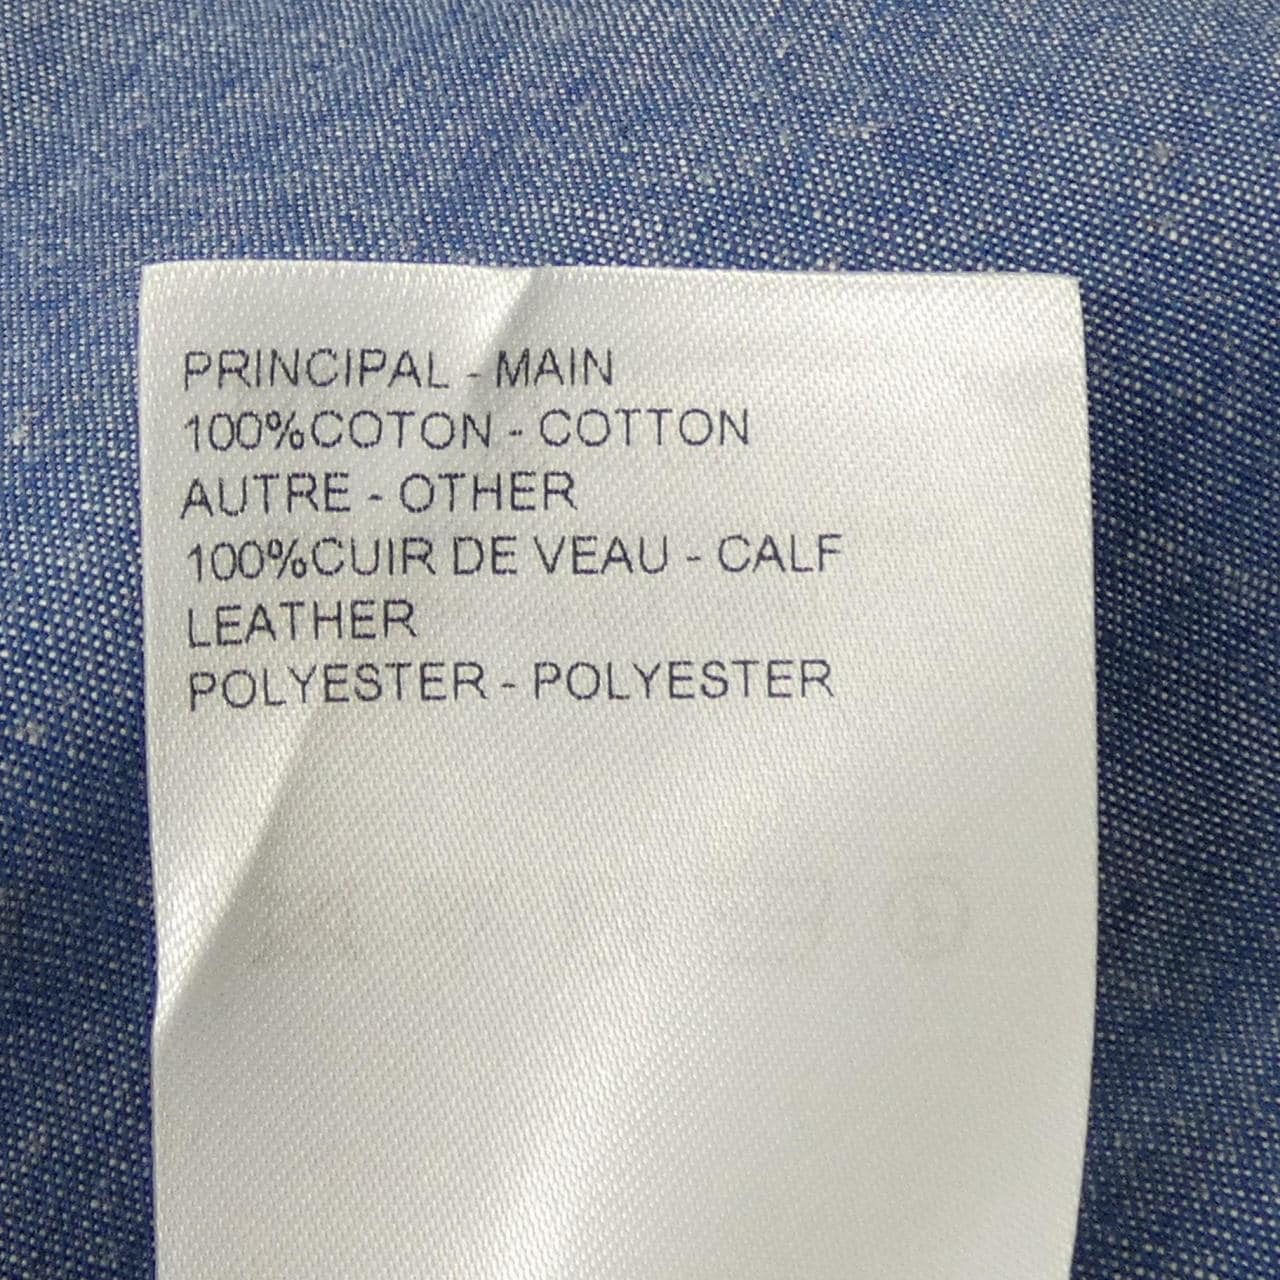 PRINCIPAL - MAIN
100%COTON - COTTON
AUTRE - OTHER
100%CUIR DE VEAU - CALF
LEATHER
POLYESTER - POLYESTER